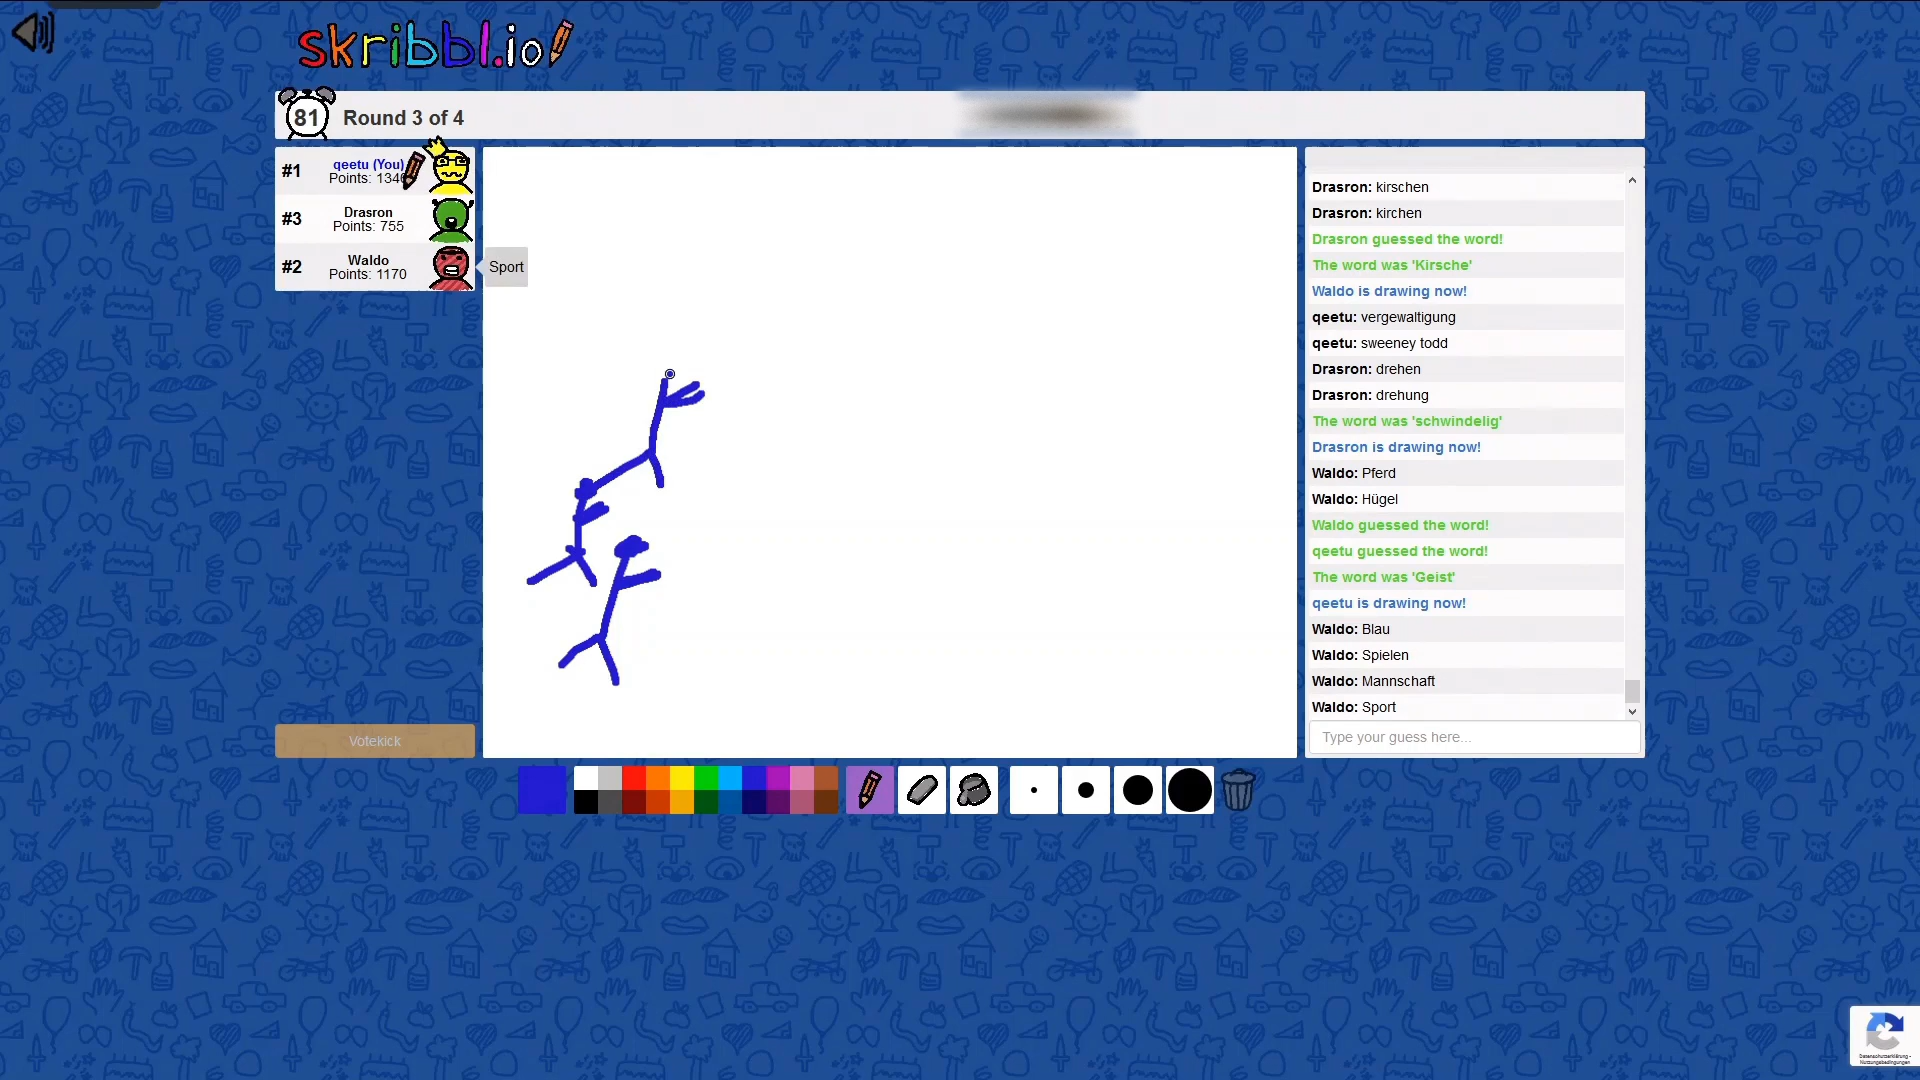 skribbl.io
81
Round 3 of 4
#1
qeetu (You)
Points: 1346
#3
Drasron
Points: 755
#2
Waldo
Points: 1170
Sport
Votekick
Drasron: kirschen
Drasron: kirchen
Drasron guessed the word!
The word was 'Kirsche'
Waldo is drawing now!
qeetu: vergewaltigung
qeetu: sweeney todd
Drasron: drehen
Drasron: drehung
The word was 'schwindelig'
Drasron is drawing now!
Waldo: Pferd
Waldo: Hügel
Waldo guessed the word!
qeetu guessed the word!
The word was 'Geist'
qeetu is drawing now!
Waldo: Blau
Waldo: Spielen
Waldo: Mannschaft
Waldo: Sport
Type your guess here...
Datenschutzerklärung -
Nutzungsbedingungen